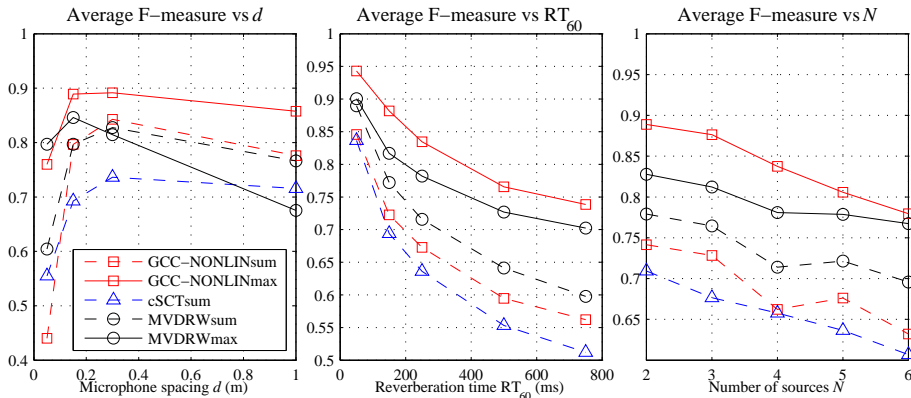 Average F−measure vs d
1
0.9
0.8
0.7
0.6
0.5
0.4
0 0.2 0.4 0.6 0.8 1
Microphone spacing d (m)
GCC−NONLINsum
GCC−NONLINmax
cSCTsum
MVDRWsum
MVDRWmax
Average F−measure vs RT60
1
0.95
0.9
0.85
0.8
0.75
0.7
0.65
0.6
0.55
0.5
0 200 400 600 800
Reverberation time RT60 (ms)
Average F−measure vs N
1
0.95
0.9
0.85
0.8
0.75
0.7
0.65
2 3 4 5 6
Number of sources N